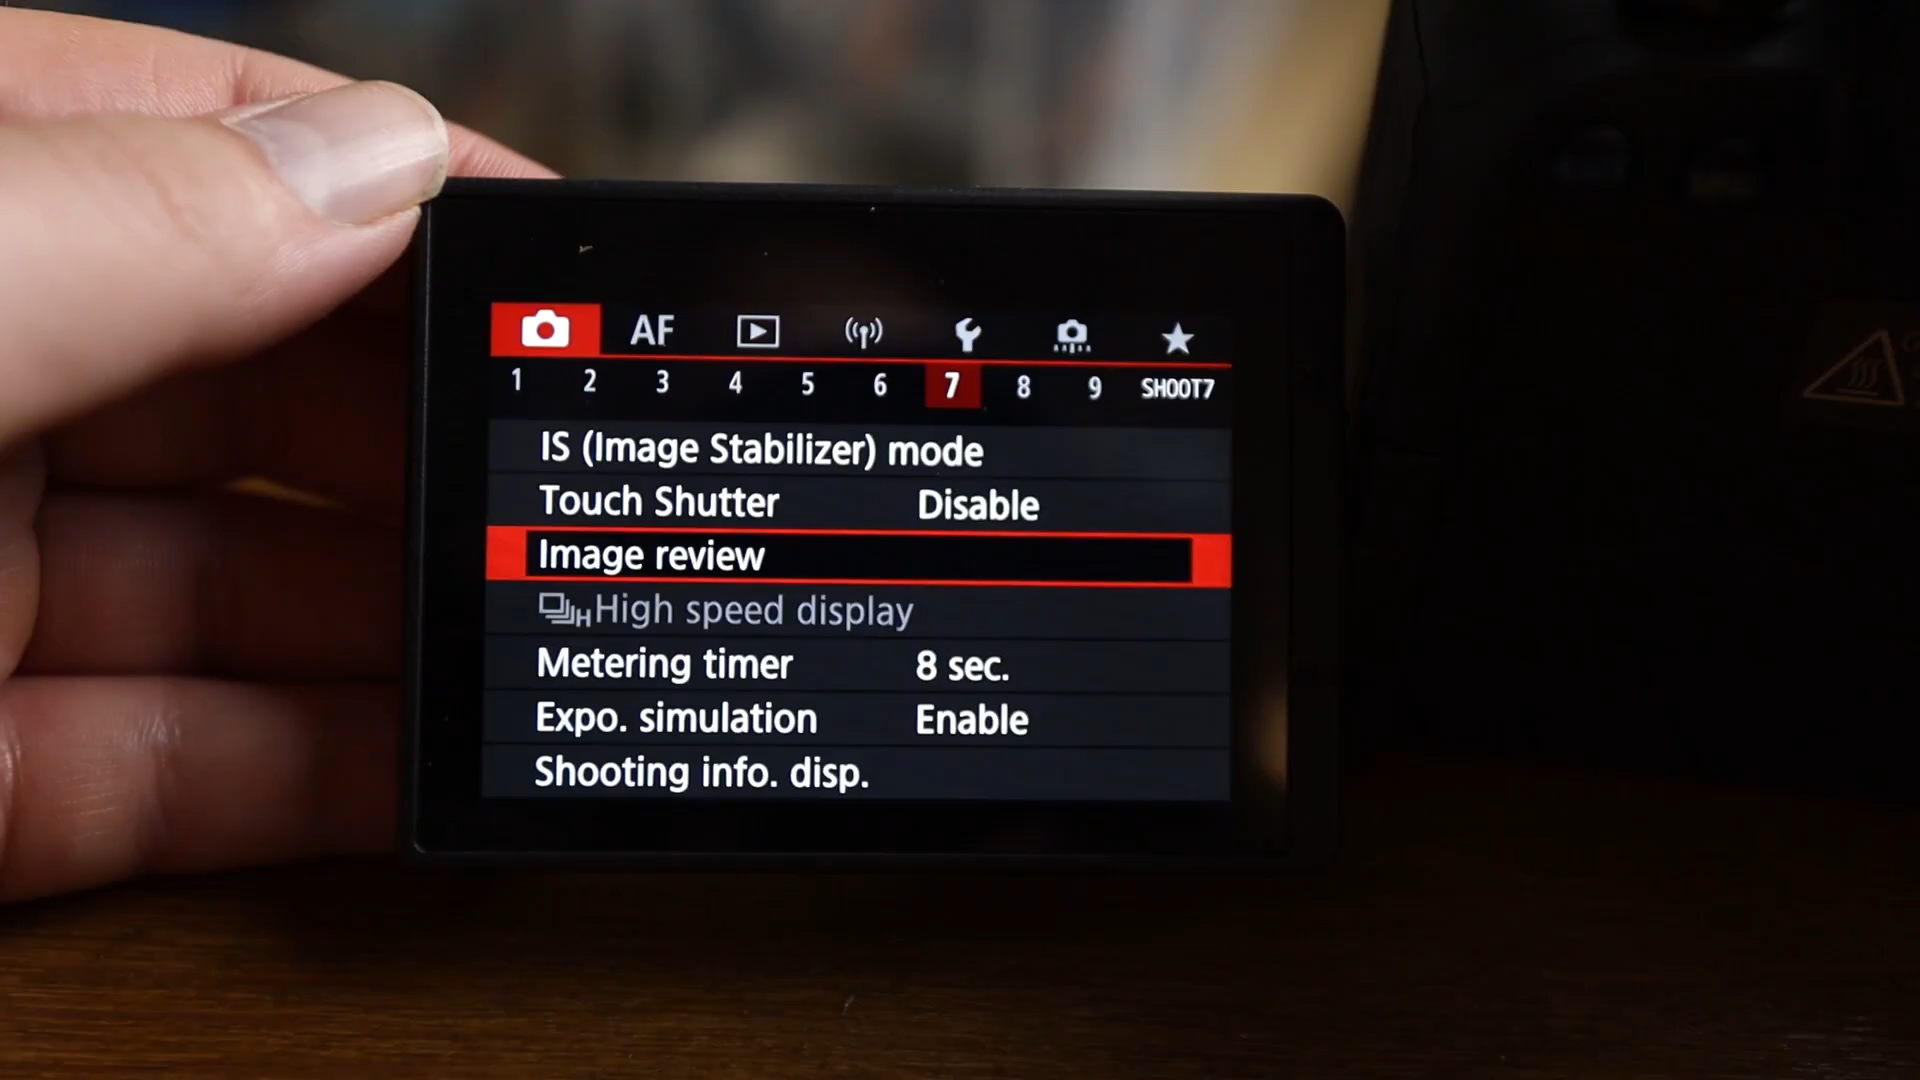 AF
1 2 3 4 5 6 7 8 9 SHOOT7
IS (Image Stabilizer) mode
Touch Shutter Disable
Image review
H High speed display
Metering timer 8 sec.
Expo. simulation Enable
Shooting info. disp.